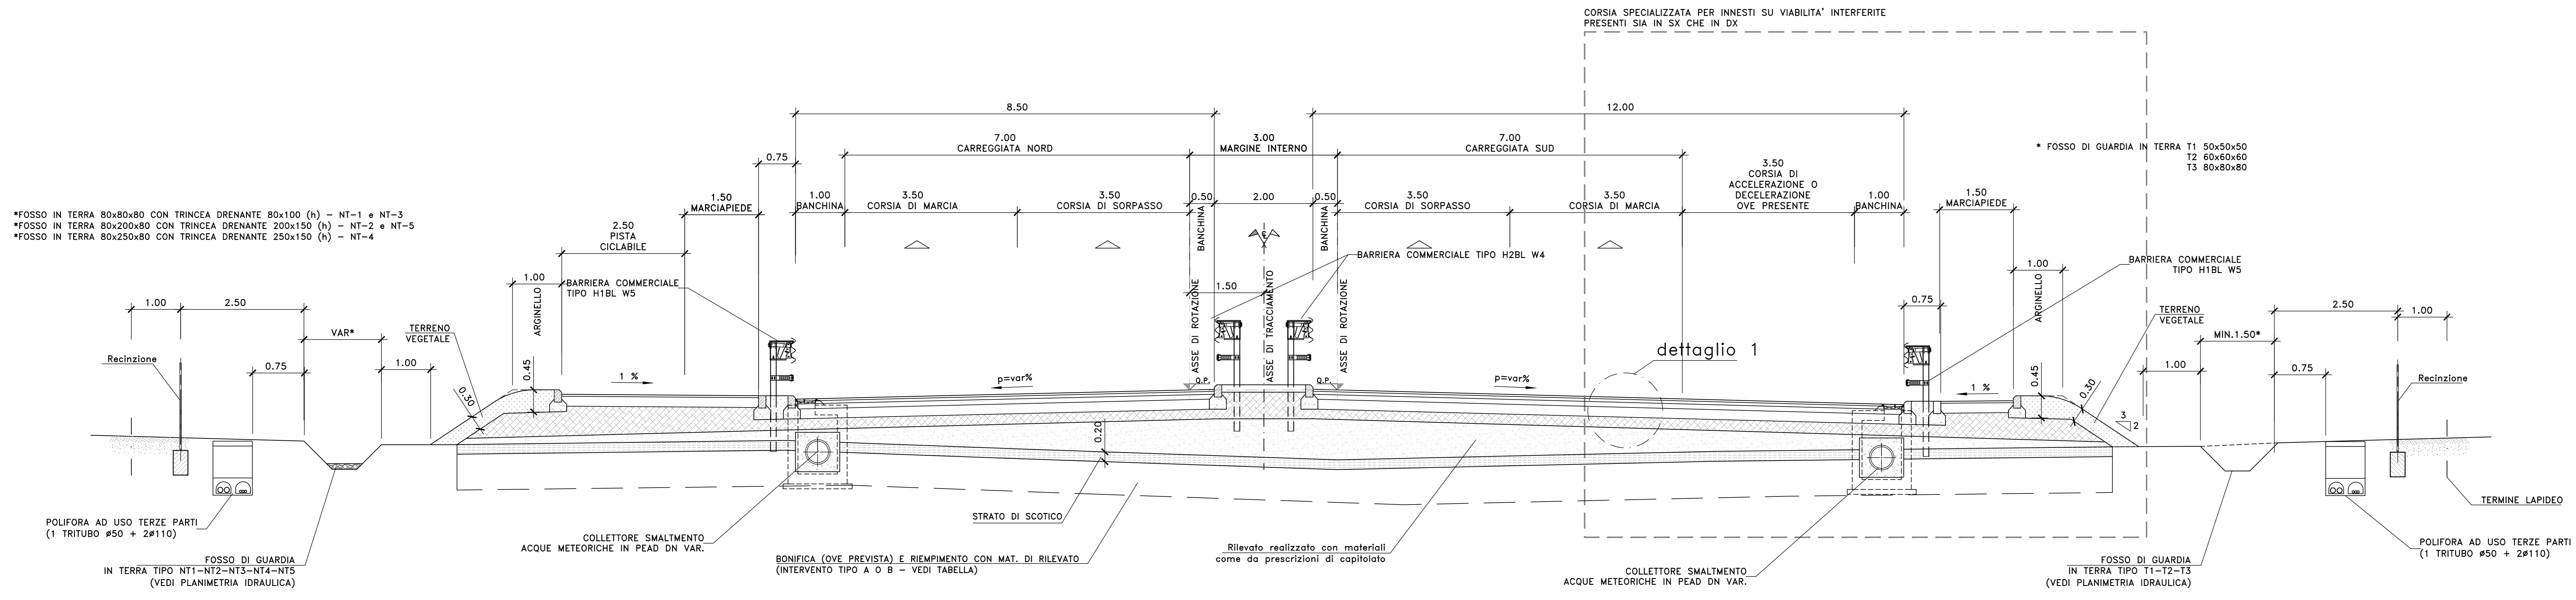 CORSIA SPECIALIZZATA PER INNESTI SU VIABILITA' INTERFERITE
PRESENTI SIA IN SX CHE IN DX
8.50
12.00
7.00
CARREGGIATA NORD
3.00
MARGINE INTERNO
7.00
CARREGGIATA SUD
* FOSSO DI GUARDIA IN TERRA T1 50x50x50
T2 60x60x60
T3 80x80x80
0.75
3.50
CORSIA DI
ACCELERAZIONE O
DECELERAZIONE
OVE PRESENTE
1.50
MARCIAPIEDE
1.00
BANCHINA
3.50
CORSIA DI MARCIA
3.50
CORSIA DI SORPASSO
0.50
2.00
0.50
BANCHINA
BANCHINA
3.50
CORSIA DI SORPASSO
3.50
CORSIA DI MARCIA
1.00
BANCHINA
1.50
MARCIAPIEDE
*FOSSO IN TERRA 80x80x80 CON TRINCEA DRENANTE 80x100 (h) – NT-1 e NT-3
*FOSSO IN TERRA 80x200x80 CON TRINCEA DRENANTE 200x150 (h) – NT-2 e NT-5
*FOSSO IN TERRA 80x250x80 CON TRINCEA DRENANTE 250x150 (h) – NT-4
2.50
PISTA
CICLABILE
BARRIERA COMMERCIALE TIPO H2BL W4
BARRIERA COMMERCIALE
TIPO H1BL W5
1.00
ARGINELLO
BARRIERA COMMERCIALE
TIPO H1BL W5
1.50
ASSE DI ROTAZIONE
ASSE DI TRACCIAMENTO
ASSE DI ROTAZIONE
0.75
1.00
ARGINELLO
1.00
2.50
VAR*
TERRENO
VEGETALE
TERRENO
VEGETALE
2.50
1.00
MIN.1.50*
Recinzione
0.75
1.00
0.45
0.30
1 %
p=var%
Q.P.
Q.P.
p=var%
dettaglio 1
1 %
0.45
0.30
3
2
1.00
0.75
Recinzione
0.20
POLIFORA AD USO TERZE PARTI
(1 TRITUBO ø50 + 2ø110)
FOSSO DI GUARDIA
IN TERRA TIPO NT1-NT2-NT3-NT4-NT5
(VEDI PLANIMETRIA IDRAULICA)
COLLETTORE SMALTMENTO
ACQUE METEORICHE IN PEAD DN VAR.
STRATO DI SCOTICO
BONIFICA (OVE PREVISTA) E RIEMPIMENTO CON MAT. DI RILEVATO
(INTERVENTO TIPO A O B – VEDI TABELLA)
Rilevato realizzato con materiali
come da prescrizioni di capitolato
COLLETTORE SMALTMENTO
ACQUE METEORICHE IN PEAD DN VAR.
FOSSO DI GUARDIA
IN TERRA TIPO T1-T2-T3
(VEDI PLANIMETRIA IDRAULICA)
TERMINE LAPIDEO
POLIFORA AD USO TERZE PARTI
(1 TRITUBO ø50 + 2ø110)